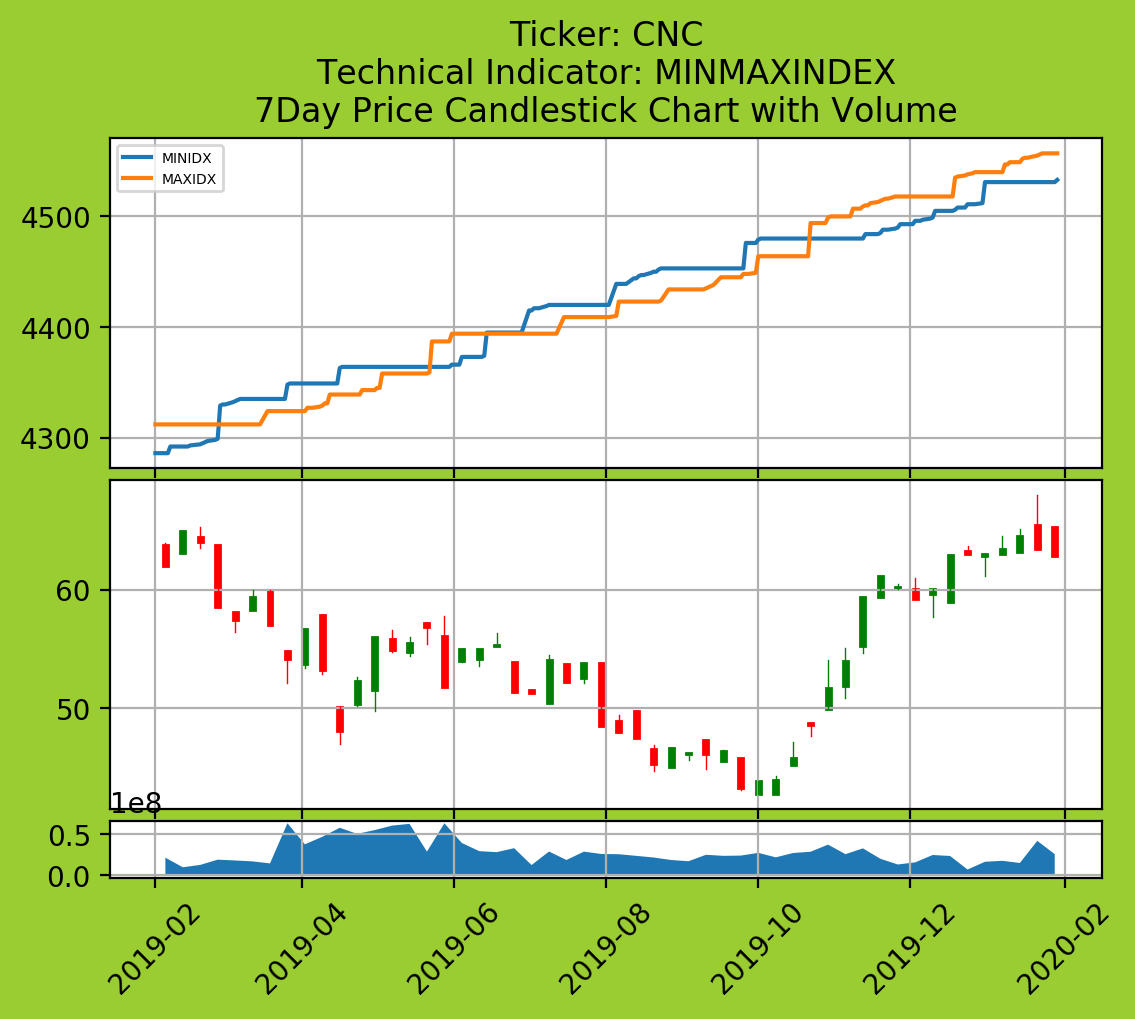 Ticker: CNC
Technical Indicator: MINMAXINDEX
7Day Price Candlestick Chart with Volume
MINIDX
MAXIDX
4500
4400
4300
60
50
1e8
0.5
0.0
2019-02
2019-04
2019-06
2019-08
2019-10
2019-12
2020-02